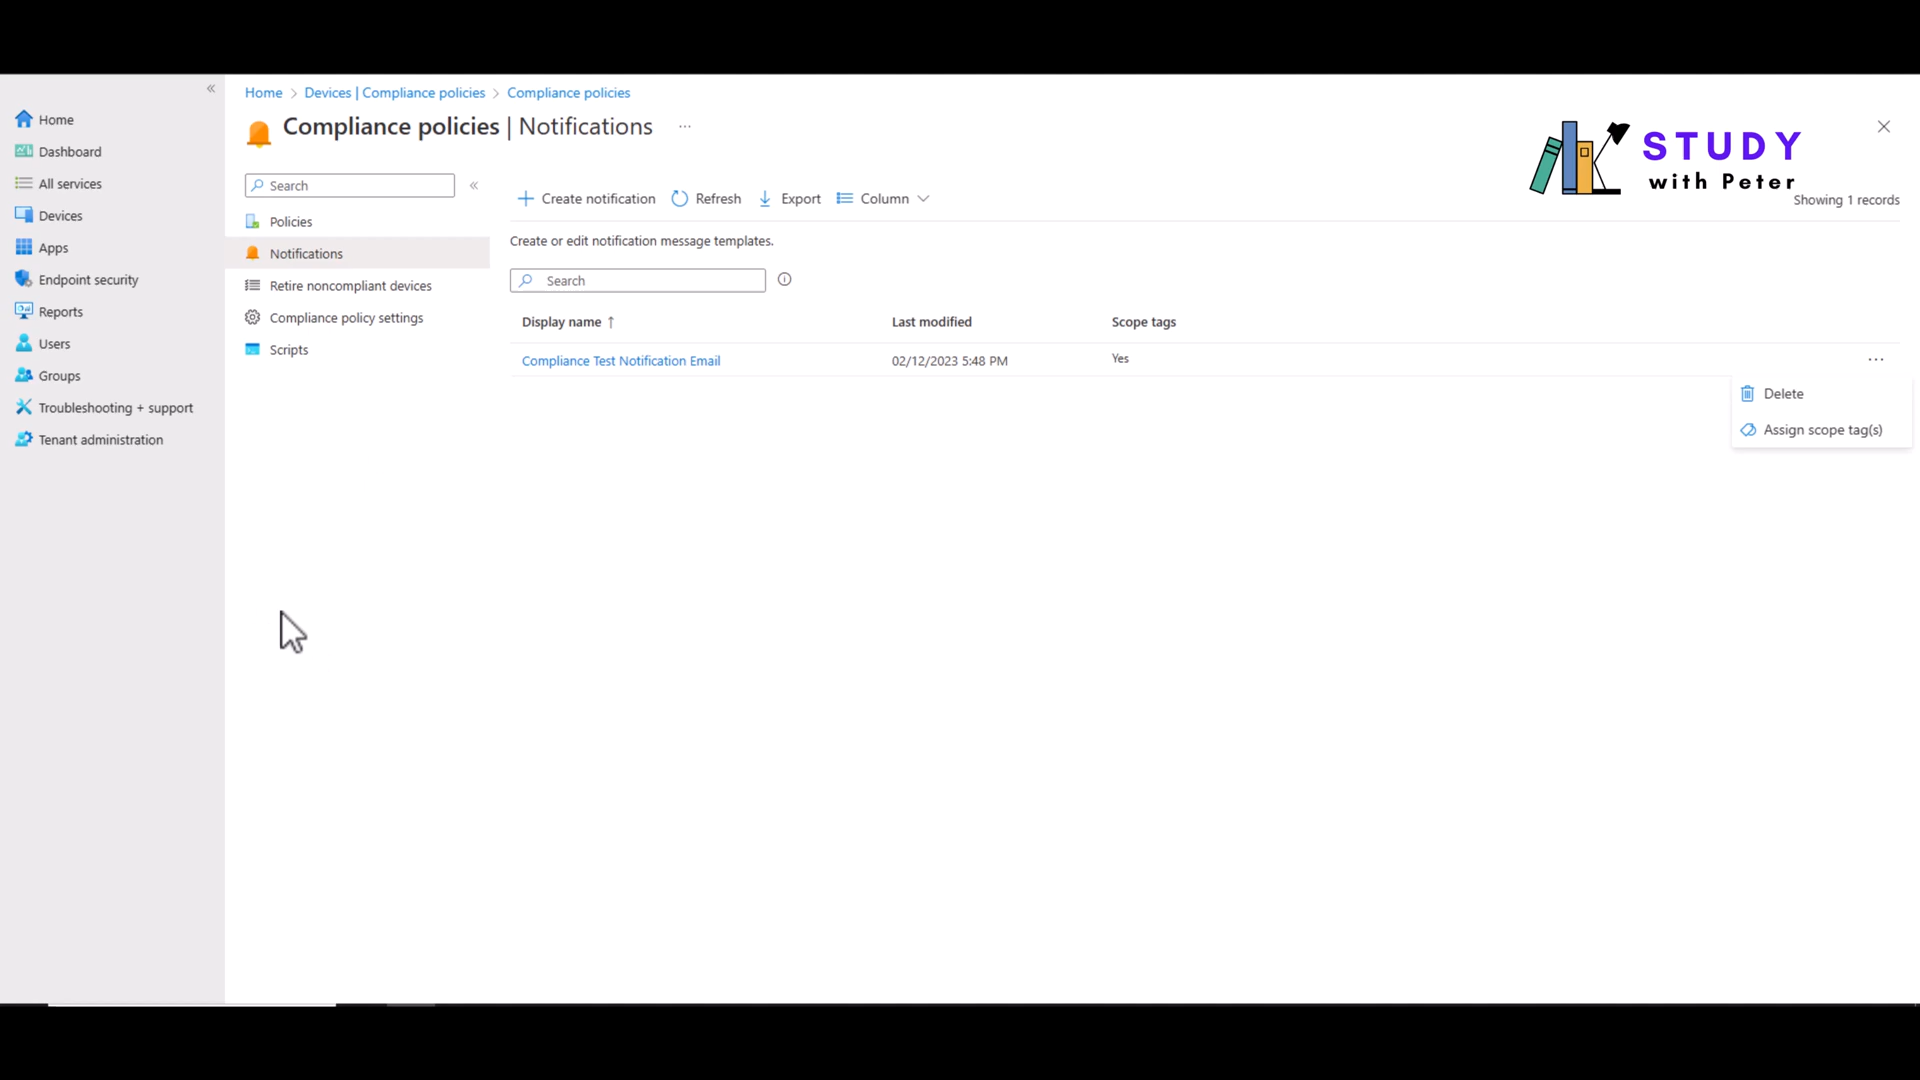 Home > Devices | Compliance policies > Compliance policies
Compliance policies | Notifications ...
STUDY
with Peter
Home
Dashboard
All services
Devices
Apps
Endpoint security
Reports
Users
Groups
Troubleshooting + support
Tenant administration
Search
Policies
Notifications
Retire noncompliant devices
Compliance policy settings
Scripts
Create notification Refresh Export Column
Showing 1 records
Create or edit notification message templates.
Search
Display name ↑ Last modified Scope tags
Compliance Test Notification Email 02/12/2023 5:48 PM Yes ...
Delete
Assign scope tag(s)